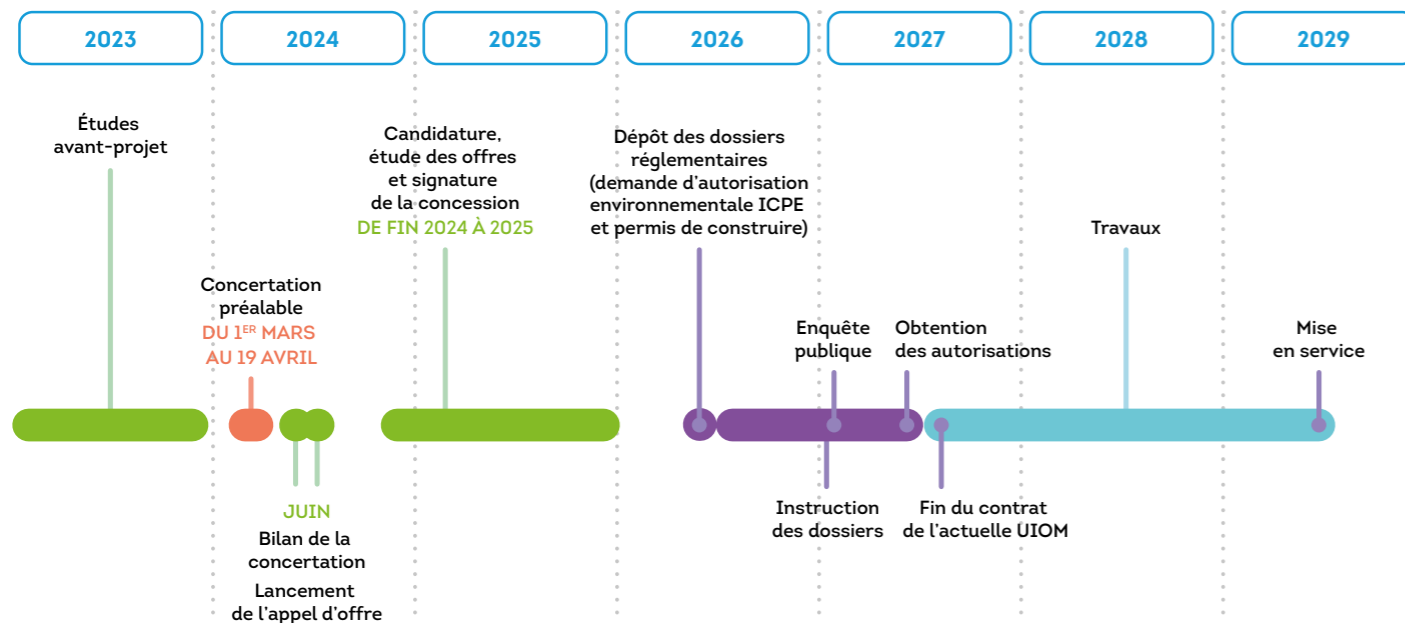 2023
2024
2025
2026
2027
2028
2029
Études
avant-projet
Concertation
préalable
DU 1ER MARS
AU 19 AVRIL
JUIN
Bilan de la
concertation
Lancement
de l'appel d'offre
Candidature,
étude des offres
et signature
de la concession
DE FIN 2024 À 2025
Dépôt des dossiers
réglementaires
(demande d'autorisation
environnementale ICPE
et permis de construire)
Enquête
publique
Instruction
des dossiers
Obtention
des autorisations
Fin du contrat
de l'actuelle UIOM
Travaux
Mise
en service